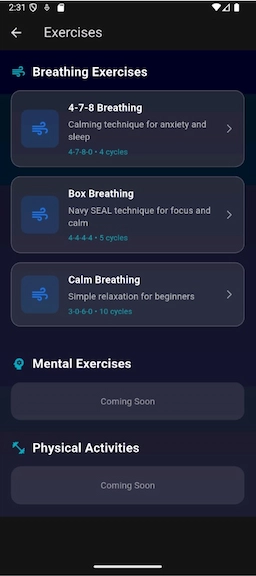 2:31
Exercises
Breathing Exercises
4-7-8 Breathing
Calming technique for anxiety and
sleep
4-7-8-0 • 4 cycles
Box Breathing
Navy SEAL technique for focus and
calm
4-4-4-4 • 5 cycles
Calm Breathing
Simple relaxation for beginners
3-0-6-0 • 10 cycles
Mental Exercises
Coming Soon
Physical Activities
Coming Soon